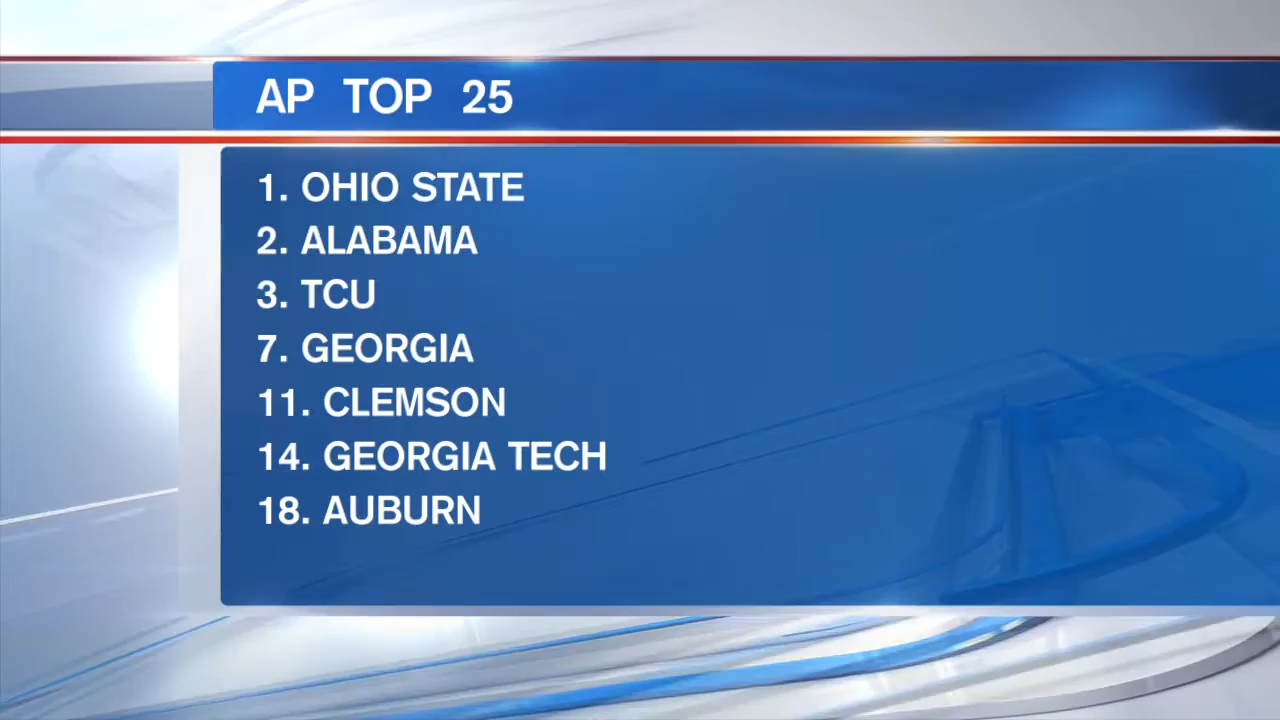 AP TOP 25
1. OHIO STATE
2. ALABAMA
3. TCU
7. GEORGIA
11. CLEMSON
14. GEORGIA TECH
18. AUBURN